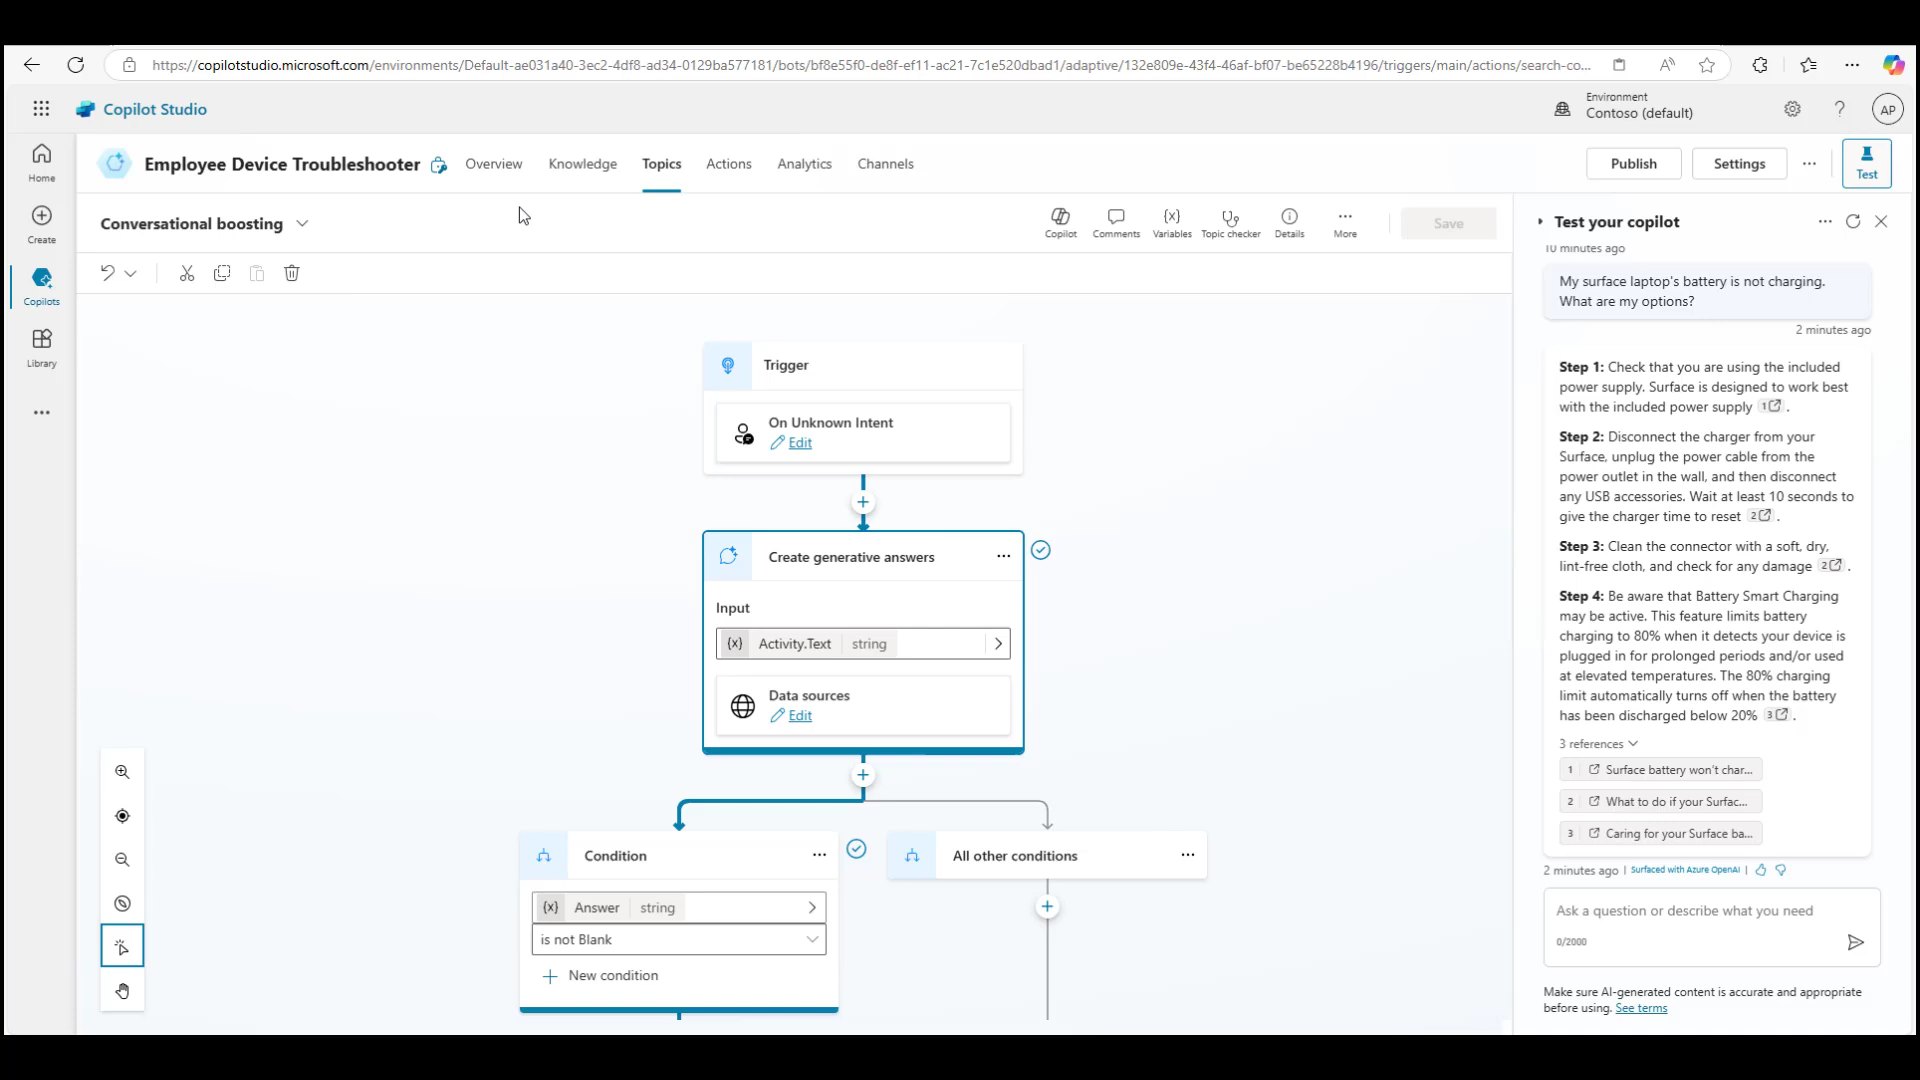 https://copilotstudio.microsoft.com/environments/Default-ae031a40-3ec2-4df8-ad34-0129ba577181/bots/bf8e55f0-de8f-ef11-ac21-7c1e520dbad1/adaptive/132e809e-43f4-46af-bf07-be65228b4196/triggers/main/actions/search-co...
Copilot Studio
Environment
Contoso (default)
AP
Home
Create
Copilots
Library
Employee Device Troubleshooter
Overview
Knowledge
Topics
Actions
Analytics
Channels
Publish
Settings
Test
Conversational boosting
Copilot
Comments
Variables
Topic checker
Details
More
Save
Trigger
On Unknown Intent
Edit
Create generative answers
Input
{x} Activity.Text string
Data sources
Edit
Condition
{x} Answer string
is not Blank
New condition
All other conditions
Test your copilot
10 minutes ago
My surface laptop's battery is not charging.
What are my options?
2 minutes ago
Step 1: Check that you are using the included
power supply. Surface is designed to work best
with the included power supply 1 .
Step 2: Disconnect the charger from your
Surface, unplug the power cable from the
power outlet in the wall, and then disconnect
any USB accessories. Wait at least 10 seconds to
give the charger time to reset 2 .
Step 3: Clean the connector with a soft, dry,
lint-free cloth, and check for any damage 2 .
Step 4: Be aware that Battery Smart Charging
may be active. This feature limits battery
charging to 80% when it detects your device is
plugged in for prolonged periods and/or used
at elevated temperatures. The 80% charging
limit automatically turns off when the battery
has been discharged below 20% 3 .
3 references
1 Surface battery won't char...
2 What to do if your Surfac...
3 Caring for your Surface ba...
2 minutes ago | Surfaced with Azure OpenAI |
Ask a question or describe what you need
0/2000
Make sure AI-generated content is accurate and appropriate
before using. See terms